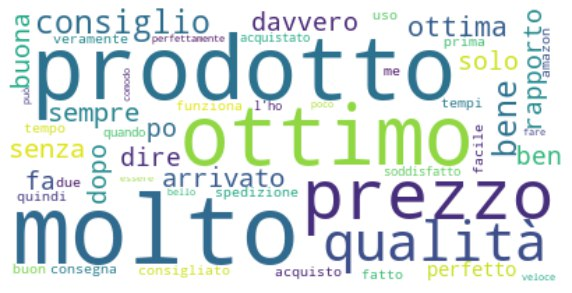 consiglio davvero uso ottima
veramente perfettamente acquistato prima
buona prodotto solo rapporto amazon
può comodo me
sempre funziona l'ho poco tempi bene
tempo po quando ottimo facile fare
senza dopo dire ben
fa due arrivato soddisfatto
quindi bello spedizione prezzo
molto qualità
buon consegna consigliato acquisto fatto perfetto veloce